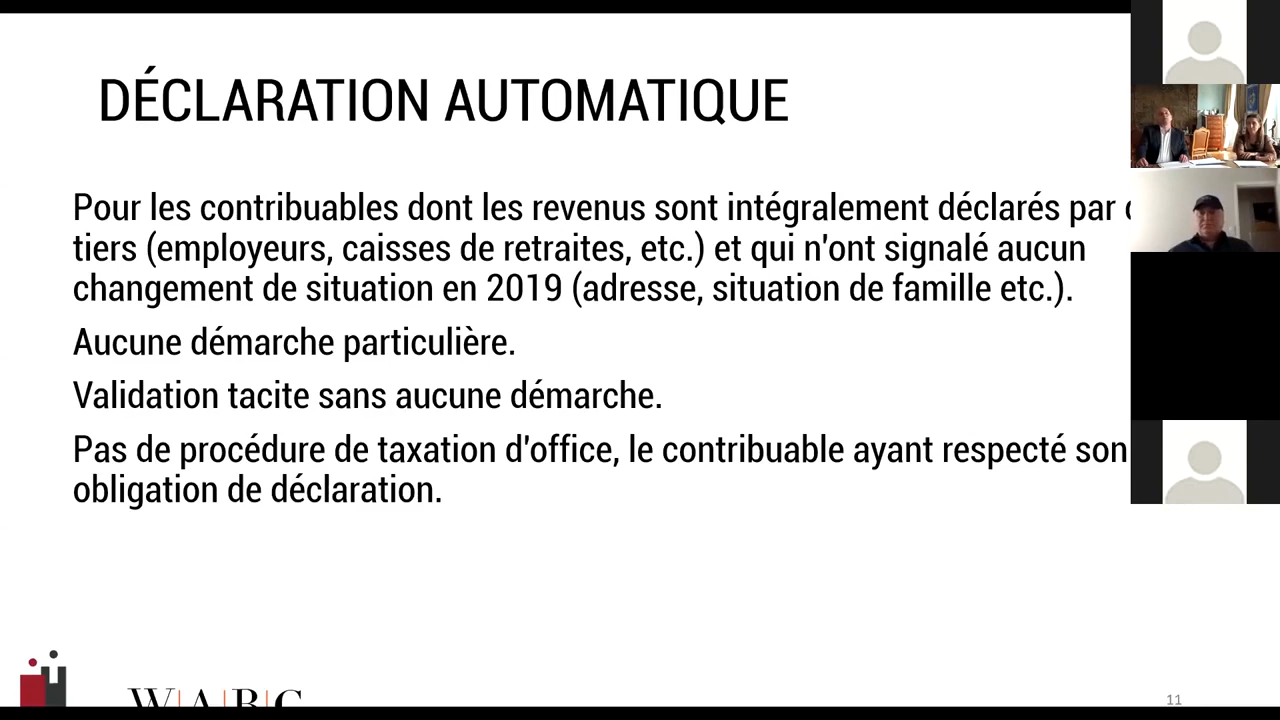 DÉCLARATION AUTOMATIQUE
Pour les contribuables dont les revenus sont intégralement déclarés par
tiers (employeurs, caisses de retraites, etc.) et qui n'ont signalé aucun
changement de situation en 2019 (adresse, situation de famille etc.).
Aucune démarche particulière.
Validation tacite sans aucune démarche.
Pas de procédure de taxation d'office, le contribuable ayant respecté son
obligation de déclaration.
W|A|B|C
11